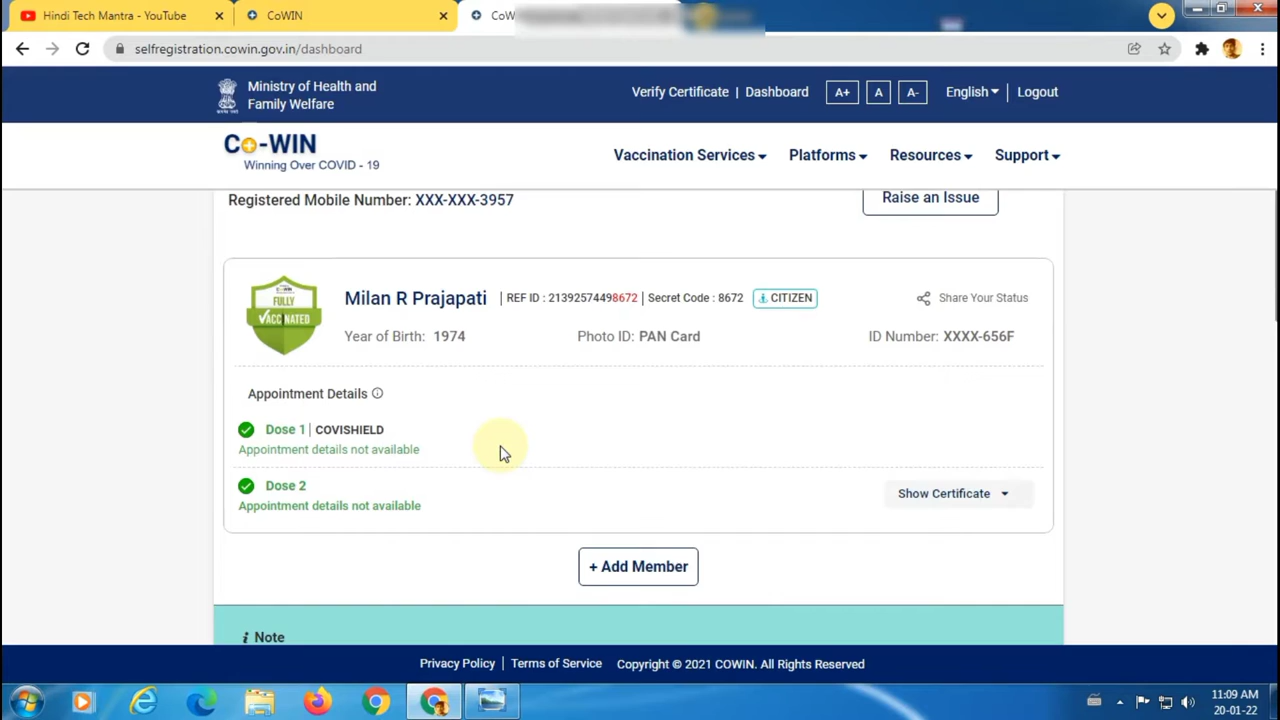 Hindi Tech Mantra - YouTube
CoWIN
CoW
selfregistration.cowin.gov.in/dashboard
Ministry of Health and
Family Welfare
Verify Certificate | Dashboard A+ A A- English Logout
Co-WIN
Winning Over COVID - 19
Vaccination Services Platforms Resources Support
Registered Mobile Number: XXX-XXX-3957
Raise an Issue
Co-WIN
FULLY
VACCINATED
Milan R Prajapati | REF ID : 21392574498672 | Secret Code : 8672 CITIZEN Share Your Status
Year of Birth: 1974 Photo ID: PAN Card ID Number: XXXX-656F
Appointment Details
Dose 1 | COVISHIELD
Appointment details not available
Dose 2
Appointment details not available
Show Certificate
+ Add Member
i Note
Privacy Policy | Terms of Service Copyright © 2021 COWIN. All Rights Reserved
11:09 AM
20-01-22